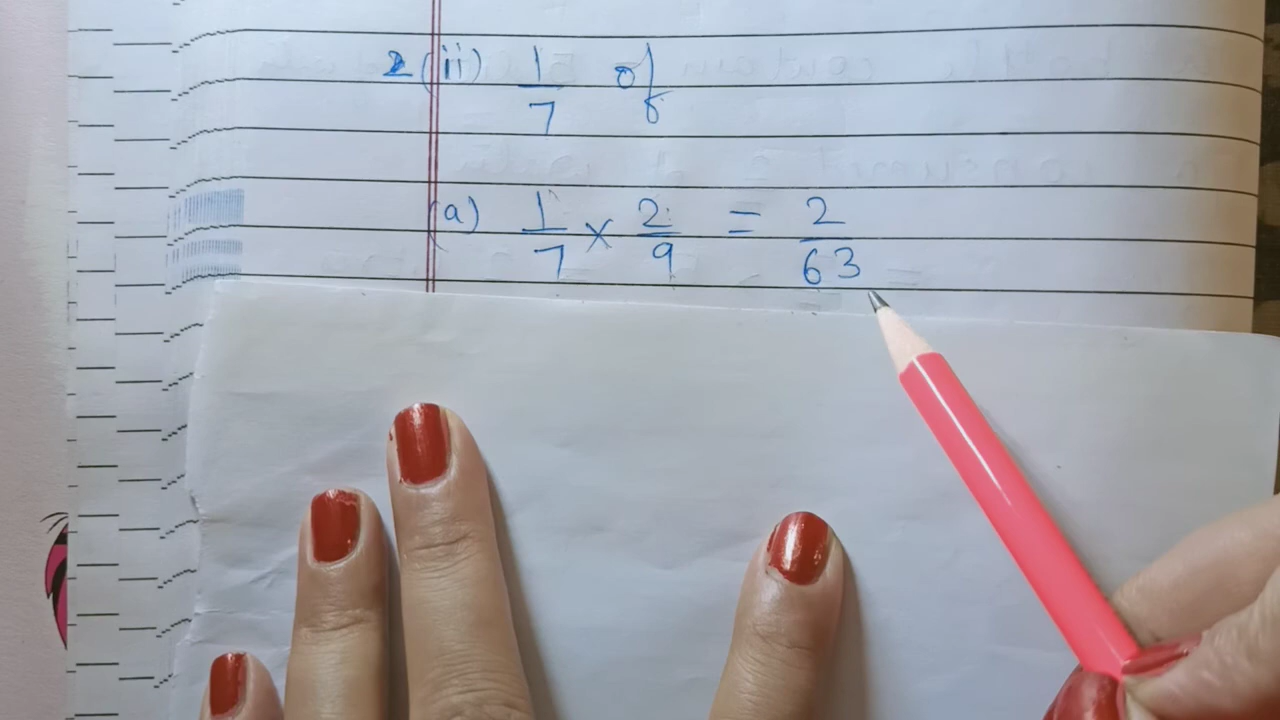 2 (ii) 1/7 of
(a) 1/7 × 2/9 = 2/63